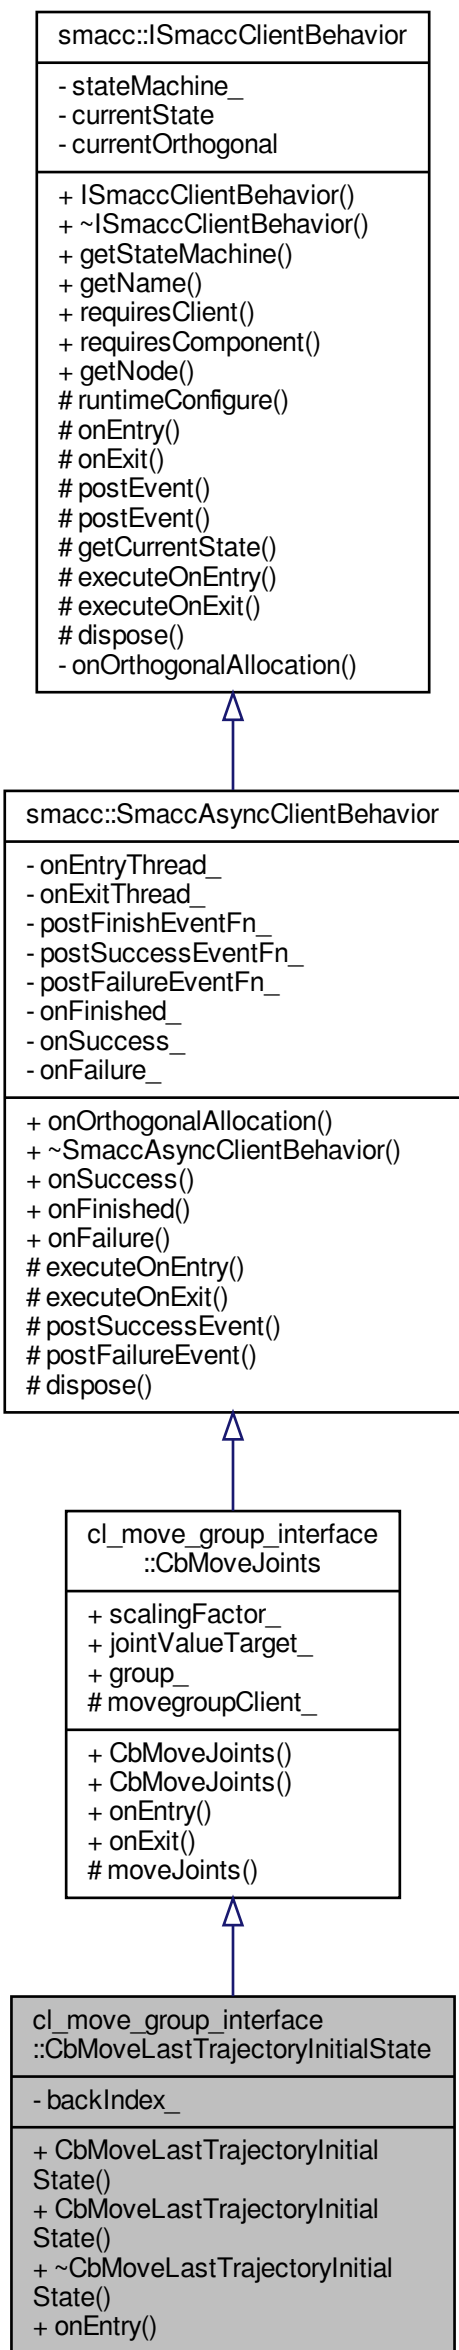 smacc::ISmaccClientBehavior
- stateMachine_
- currentState
- currentOrthogonal
+ ISmaccClientBehavior()
+ ~ISmaccClientBehavior()
+ getStateMachine()
+ getName()
+ requiresClient()
+ requiresComponent()
+ getNode()
# runtimeConfigure()
# onEntry()
# onExit()
# postEvent()
# postEvent()
# getCurrentState()
# executeOnEntry()
# executeOnExit()
# dispose()
- onOrthogonalAllocation()
smacc::SmaccAsyncClientBehavior
- onEntryThread_
- onExitThread_
- postFinishEventFn_
- postSuccessEventFn_
- postFailureEventFn_
- onFinished_
- onSuccess_
- onFailure_
+ onOrthogonalAllocation()
+ ~SmaccAsyncClientBehavior()
+ onSuccess()
+ onFinished()
+ onFailure()
# executeOnEntry()
# executeOnExit()
# postSuccessEvent()
# postFailureEvent()
# dispose()
cl_move_group_interface
::CbMoveJoints
+ scalingFactor_
+ jointValueTarget_
+ group_
# movegroupClient_
+ CbMoveJoints()
+ CbMoveJoints()
+ onEntry()
+ onExit()
# moveJoints()
cl_move_group_interface
::CbMoveLastTrajectoryInitialState
- backIndex_
+ CbMoveLastTrajectoryInitial
State()
+ CbMoveLastTrajectoryInitial
State()
+ ~CbMoveLastTrajectoryInitial
State()
+ onEntry()